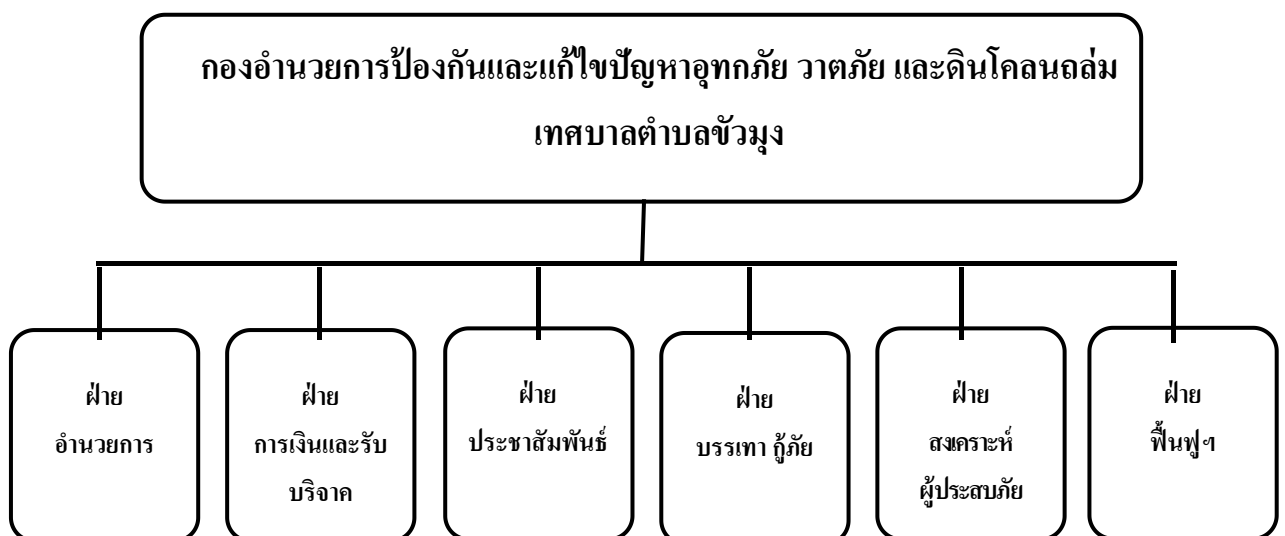 กองอำนวยการป้องกันและแก้ไขปัญหาอุทกภัย วาตภัย และดินโคลนถล่ม
เทศบาลตำบลขัวมุง
ฝ่าย
อำนวยการ
ฝ่าย
การเงินและรับ
บริจาค
ฝ่าย
ประชาสัมพันธ์
ฝ่าย
บรรเทา กู้ภัย
ฝ่าย
สงเคราะห์
ผู้ประสบภัย
ฝ่าย
ฟื้นฟูฯ